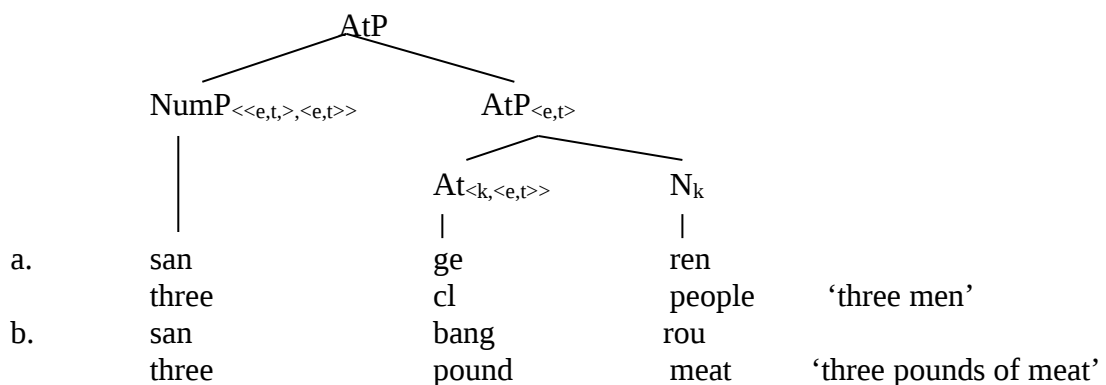 AtP
NumP<<e,t,>,<e,t>> AtP<e,t>
At<k,<e,t>> Nk
a. san ge ren
three cl people ‘three men’
b. san bang rou
three pound meat ‘three pounds of meat’